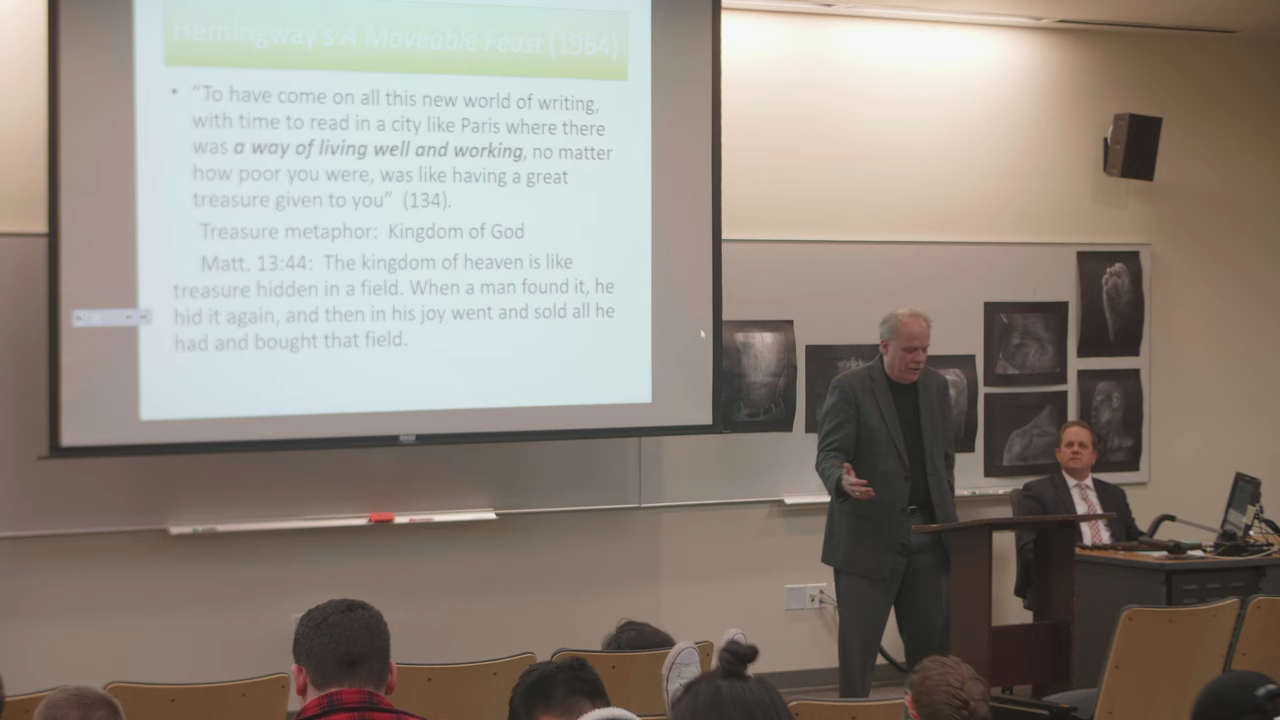 Hemingway's A Moveable Feast (1964)
• "To have come on all this new world of writing,
with time to read in a city like Paris where there
was a way of living well and working, no matter
how poor you were, was like having a great
treasure given to you" (134).
Treasure metaphor: Kingdom of God
Matt. 13:44: The kingdom of heaven is like
treasure hidden in a field. When a man found it, he
hid it again, and then in his joy went and sold all he
had and bought that field.